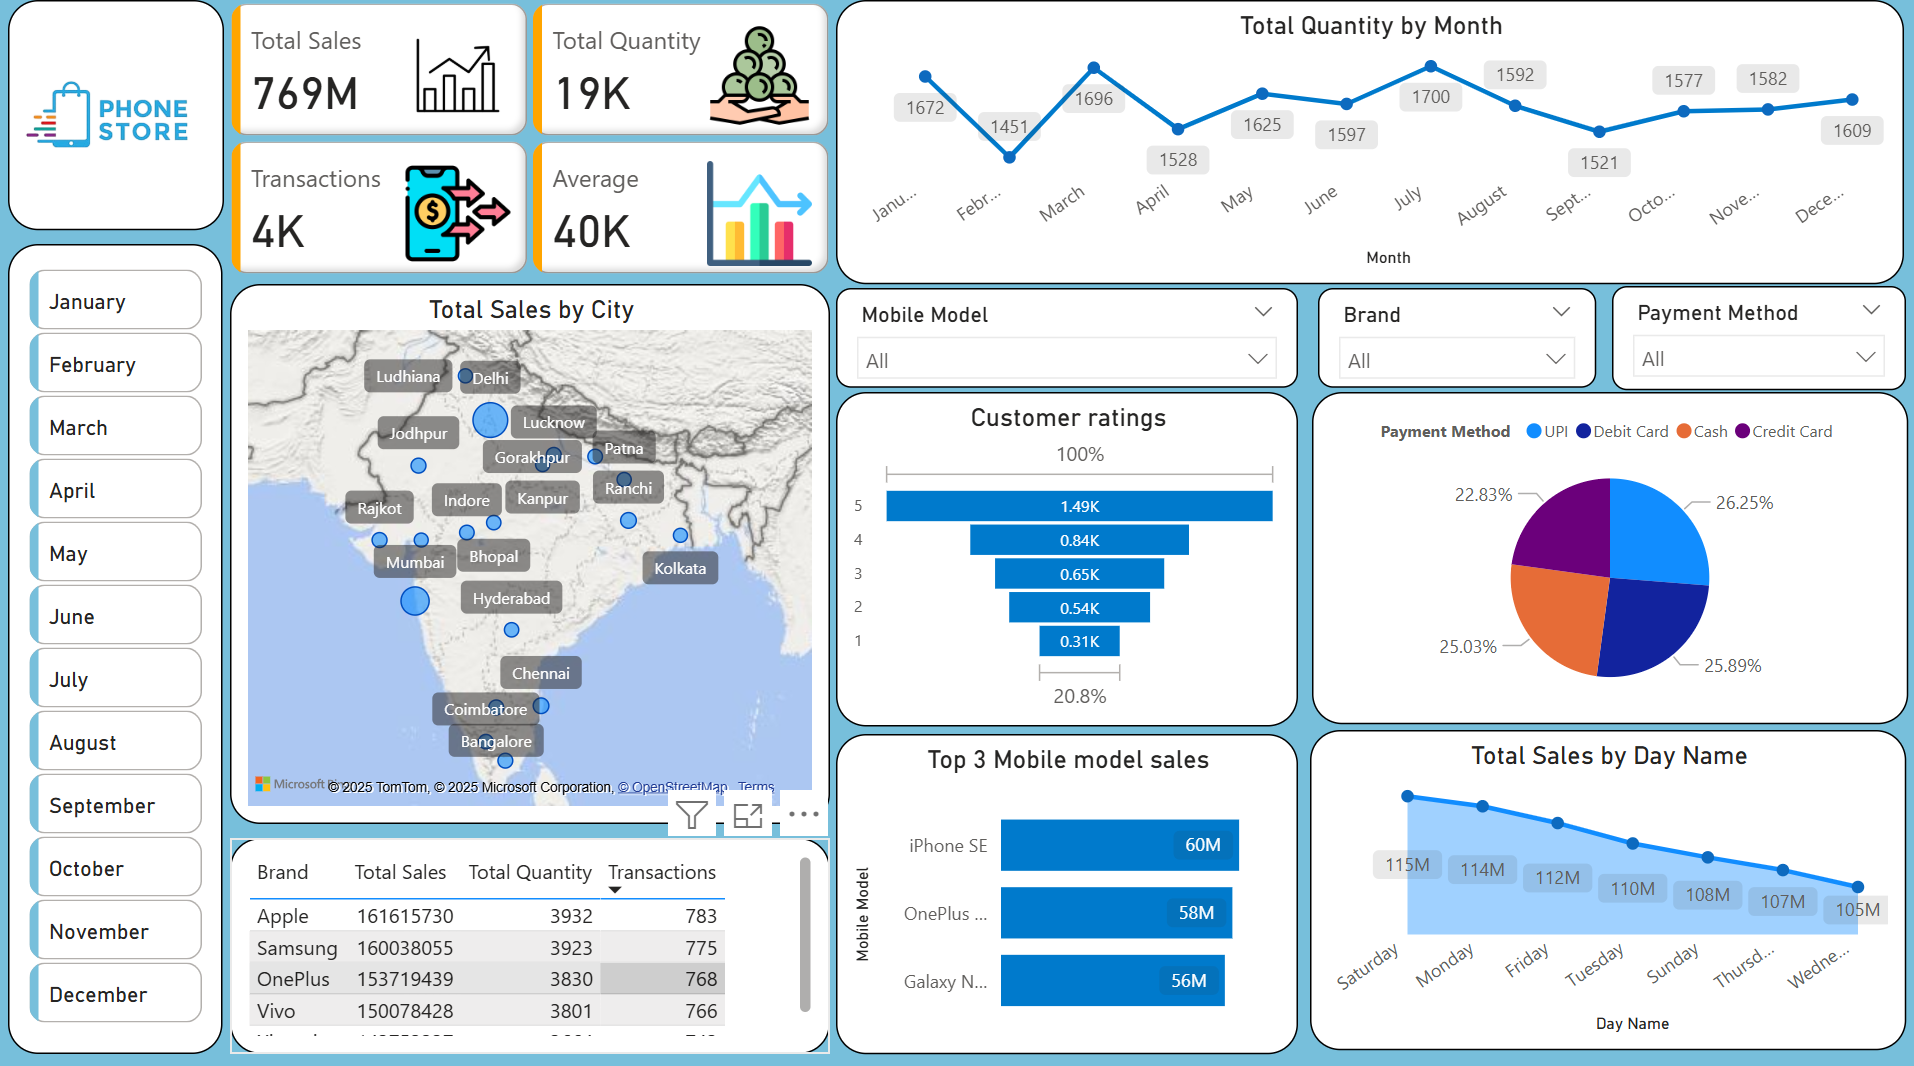 PHONE
STORE
Total Sales
769M
Total Quantity
19K
Transactions
4K
Average
40K
Total Quantity by Month
1672
1451
1696
1528
1625
1597
1700
1592
1521
1577
1582
1609
Janu...
Febr...
March
April
May
June
July
August
Sept...
Octo...
Nove...
Dece...
Month
January
February
March
April
May
June
July
August
September
October
November
December
Total Sales by City
Ludhiana
Delhi
Jodhpur
Lucknow
Gorakhpur
Patna
Rajkot
Indore
Kanpur
Ranchi
Mumbai
Bhopal
Kolkata
Hyderabad
Chennai
Coimbatore
Bangalore
Microsoft
© 2025 TomTom, © 2025 Microsoft Corporation, © OpenStreetMap Terms
Mobile Model
All
Brand
All
Payment Method
All
Customer ratings
100%
5 1.49K
4 0.84K
3 0.65K
2 0.54K
1 0.31K
20.8%
Payment Method UPI Debit Card Cash Credit Card
22.83%
26.25%
25.03%
25.89%
Brand Total Sales Total Quantity Transactions
Apple 161615730 3932 783
Samsung 160038055 3923 775
OnePlus 153719439 3830 768
Vivo 150078428 3801 766
Top 3 Mobile model sales
Mobile Model
iPhone SE 60M
OnePlus ... 58M
Galaxy N... 56M
Total Sales by Day Name
115M
114M
112M
110M
108M
107M
105M
Saturday
Monday
Friday
Tuesday
Sunday
Thursd...
Wedne...
Day Name